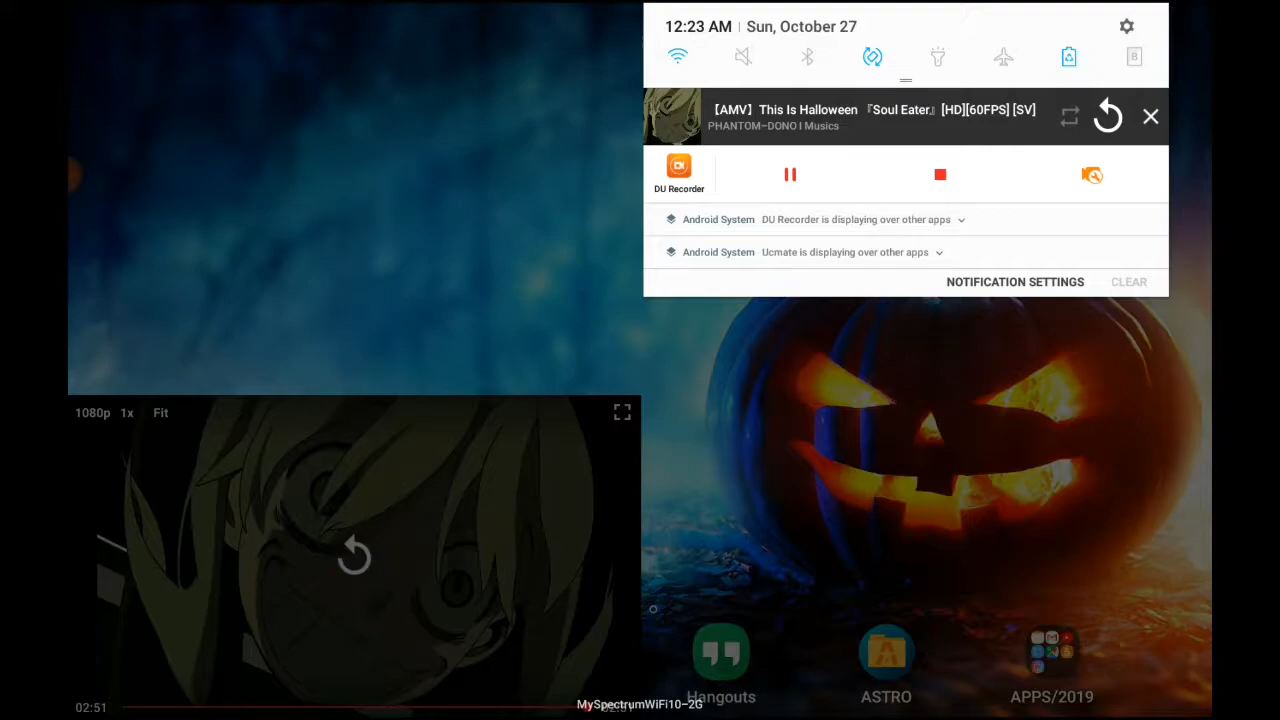 12:23 AM | Sun, October 27
【AMV】This Is Halloween 『Soul Eater』 [HD][60FPS] [SV]
PHANTOM-DONO I Musics
DU Recorder
Android System DU Recorder is displaying over other apps
Android System Ucmate is displaying over other apps
NOTIFICATION SETTINGS CLEAR
1080p 1x Fit
Hangouts
ASTRO
APPS/2019
02:51
MySpectrumWiFi10-2G